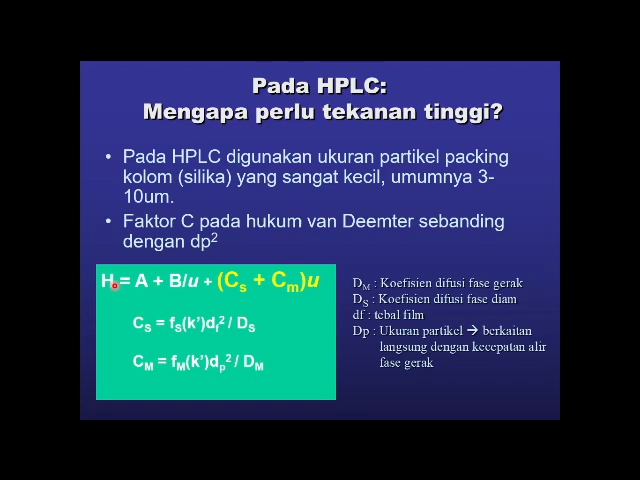 Pada HPLC:
Mengapa perlu tekanan tinggi?
• Pada HPLC digunakan ukuran partikel packing
kolom (silika) yang sangat kecil, umumnya 3-
10um.
• Faktor C pada hukum van Deemter sebanding
dengan dp²
H = A + B/u + (Cs + Cm)u
CS = fS(k')df² / DS
CM = fM(k')dp² / DM
DM : Koefisien difusi fase gerak
DS : Koefisien difusi fase diam
df : tebal film
Dp : Ukuran partikel → berkaitan
langsung dengan kecepatan alir
fase gerak